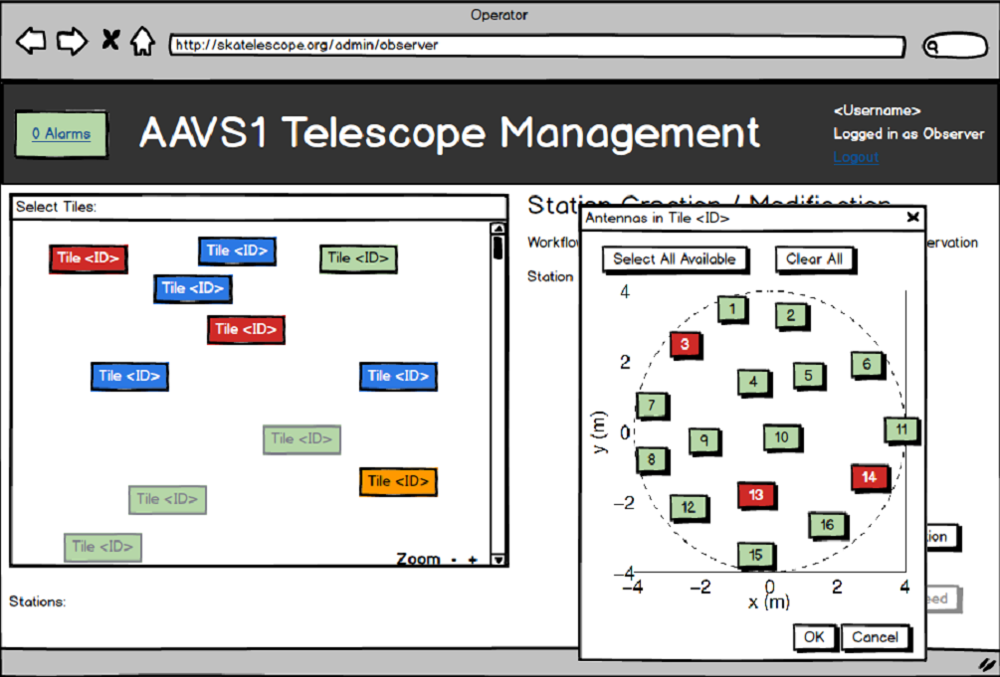 Operator
http://skatelescope.org/admin/observer
0 Alarms
AAVS1 Telescope Management
<Username>
Logged in as Observer
Logout
Select Tiles:
Tile <ID>
Tile <ID>
Tile <ID>
Tile <ID>
Tile <ID>
Tile <ID>
Tile <ID>
Tile <ID>
Tile <ID>
Tile <ID>
Tile <ID>
Zoom - +
Stations:
Station Creation / Modification
Workflow
ervation
Station
Antennas in Tile <ID>
Select All Available
Clear All
4
2
0
-2
-4
y (m)
1
2
3
4
5
6
7
8
9
10
11
12
13
14
15
16
-4
-2
0
2
4
x (m)
OK
Cancel
ion
eed